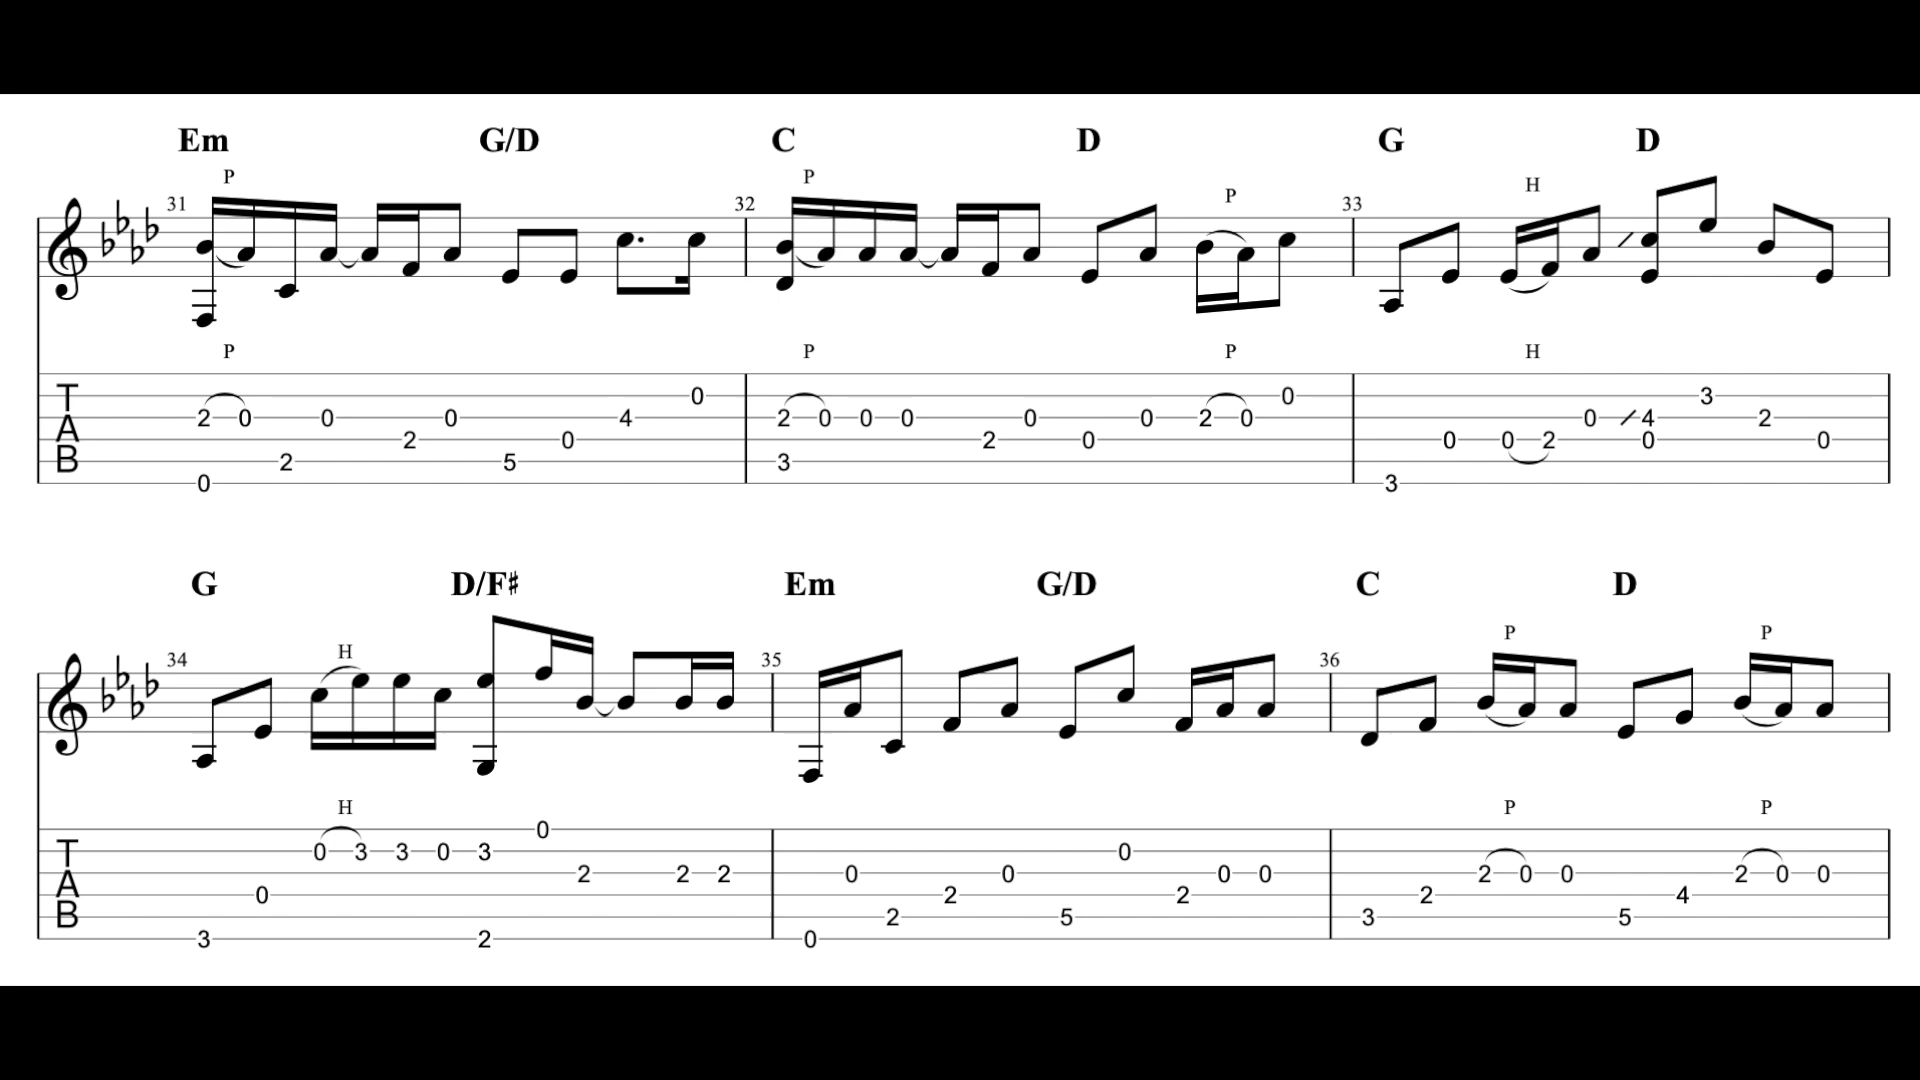 Em G/D C D G D
P P P H
31 32 33
P P P H
T 0 0 3
2 0 0 0 4 2 0 0 0 0 0 2 0 0 4 2
A 2 0 2 0 0 0 2 0 0
B 2 5 3
0 3
G D/F♯ Em G/D C D
H P P
34 35 36
H P P
0
T 0 3 3 0 3 0
2 2 2 0 0 0 0 2 0 0 2 0 0
A 0 2 2 2 4
B 2 5 3 5
3 2 0